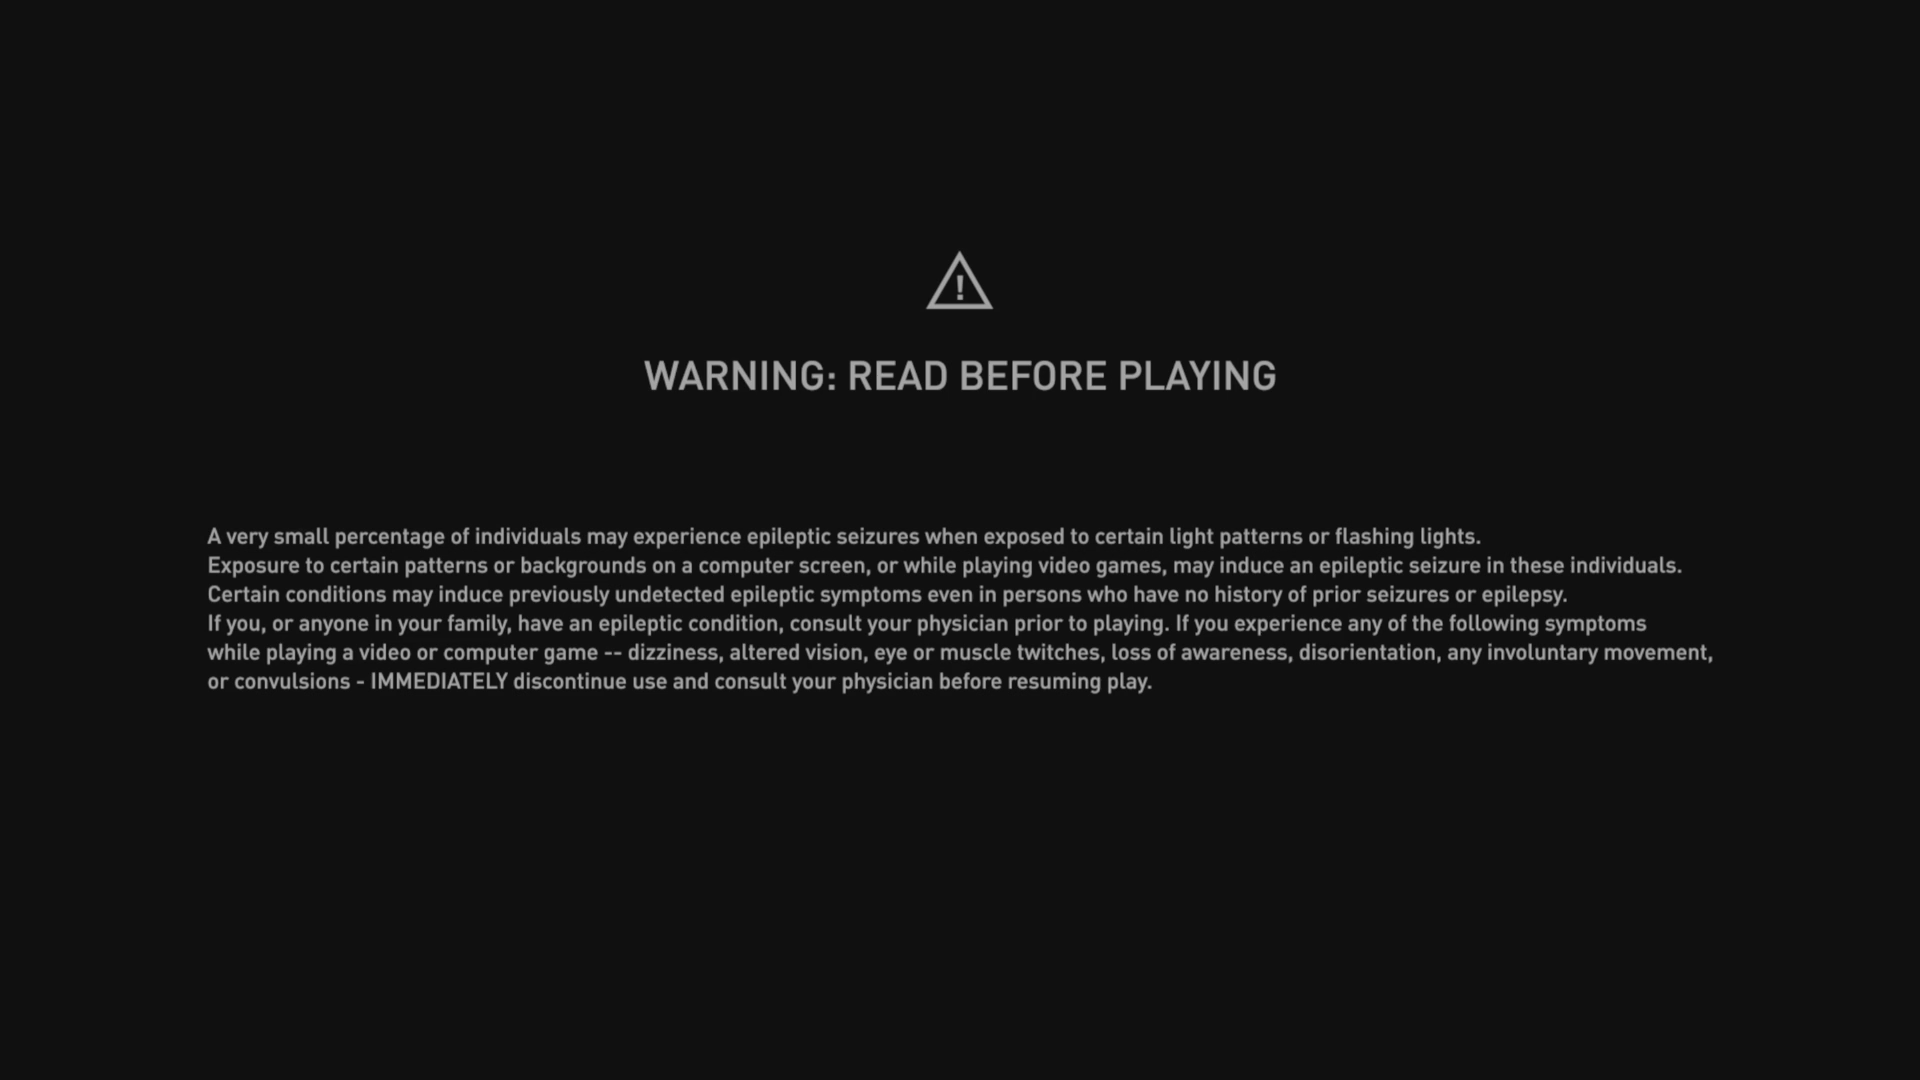 !
WARNING: READ BEFORE PLAYING
A very small percentage of individuals may experience epileptic seizures when exposed to certain light patterns or flashing lights.
Exposure to certain patterns or backgrounds on a computer screen, or while playing video games, may induce an epileptic seizure in these individuals.
Certain conditions may induce previously undetected epileptic symptoms even in persons who have no history of prior seizures or epilepsy.
If you, or anyone in your family, have an epileptic condition, consult your physician prior to playing. If you experience any of the following symptoms
while playing a video or computer game -- dizziness, altered vision, eye or muscle twitches, loss of awareness, disorientation, any involuntary movement,
or convulsions - IMMEDIATELY discontinue use and consult your physician before resuming play.